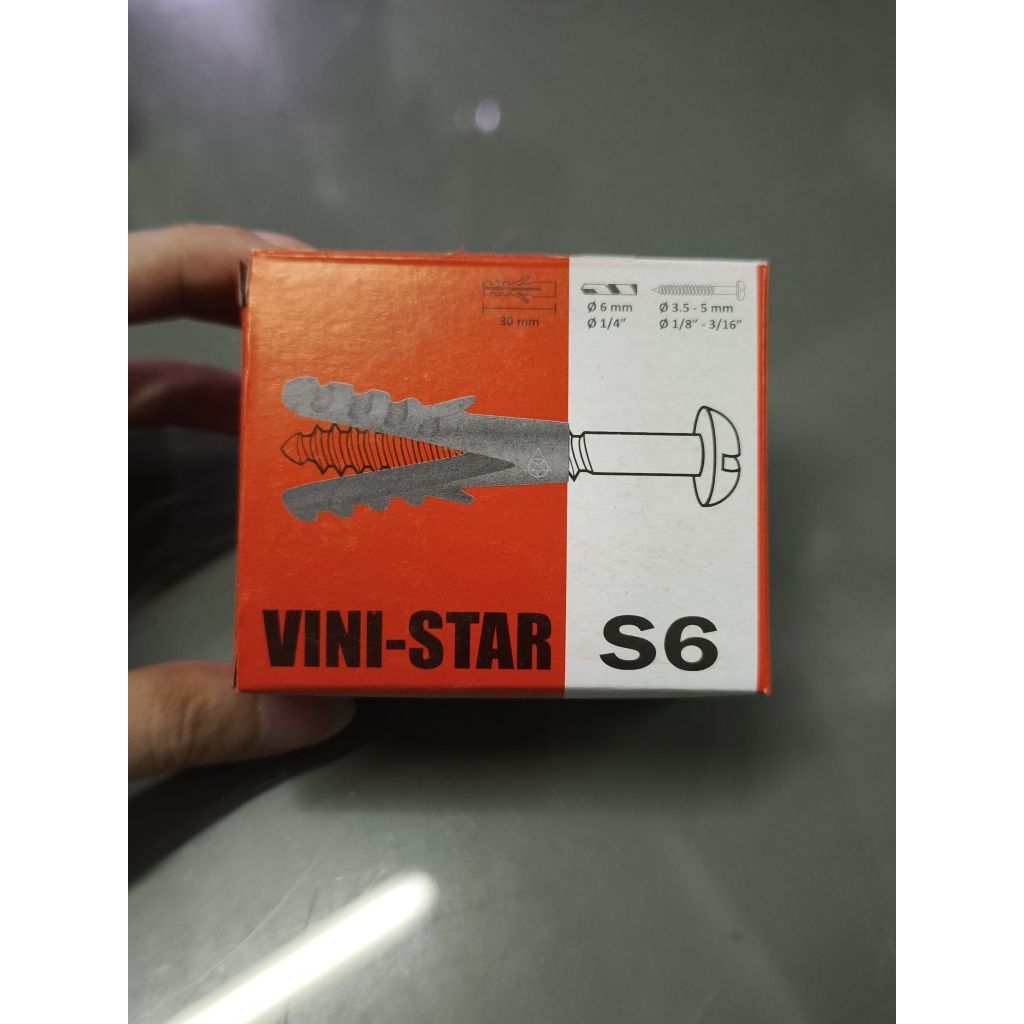 30 mm
Ø 6 mm
Ø 1/4"
Ø 3.5 - 5 mm
Ø 1/8" - 3/16"
VINI-STAR
S6